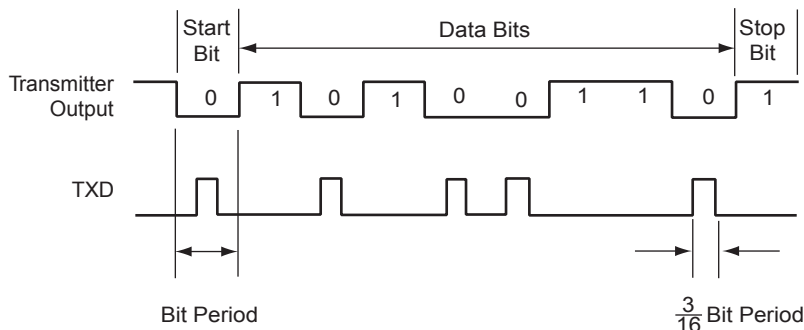 Start
Bit
Data Bits
Stop
Bit
Transmitter
Output
0 1 0 1 0 0 1 1 0 1
TXD
Bit Period
3/16 Bit Period